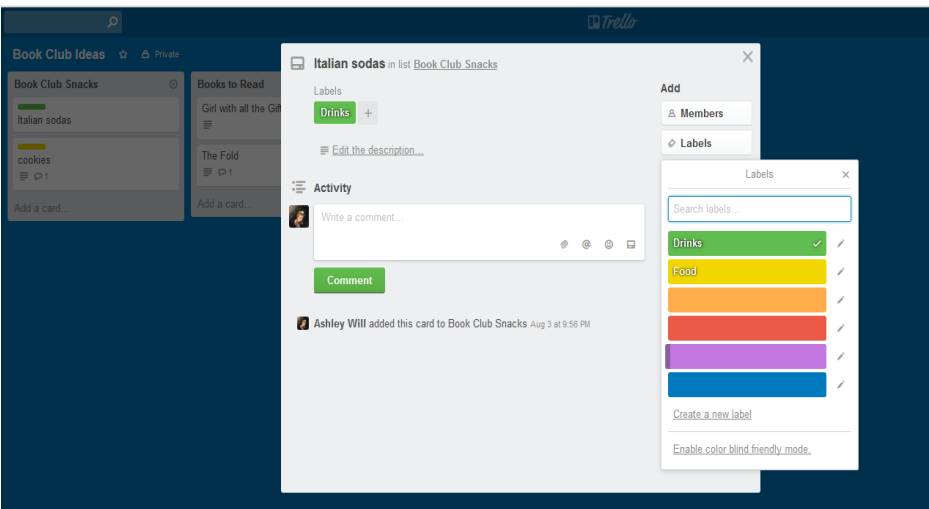 Trello
Book Club Ideas Private
Book Club Snacks
Italian sodas
cookies
1
Add a card...
Books to Read
Girl with all the Gif
The Fold
1
Add a card...
Italian sodas in list Book Club Snacks
Labels
Drinks +
Edit the description...
Activity
Write a comment...
@
Comment
Ashley Will added this card to Book Club Snacks Aug 3 at 9:56 PM
Add
Members
Labels
Labels
Search labels...
Drinks
Food
Create a new label
Enable color blind friendly mode.